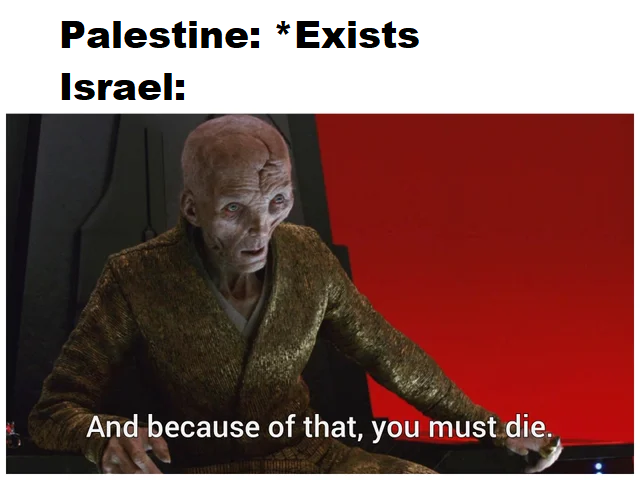 Palestine: *Exists
Israel:
And because of that, you must die.